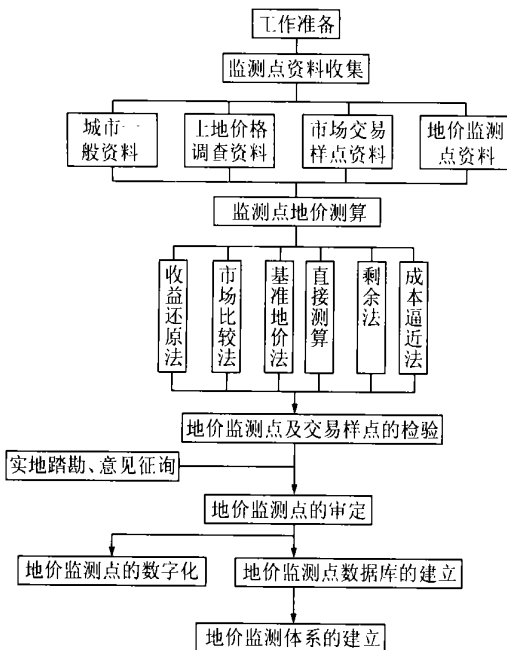 工作准备
监测点资料收集
城市一
般资料
土地价格
调查资料
市场交易
样点资料
地价监测
点资料
监测点地价测算
收益还原法
市场比较法
基准地价法
直接测算
剩余法
成本逼近法
地价监测点及交易样点的检验
实地踏勘、意见征询
地价监测点的审定
地价监测点的数字化
地价监测点数据库的建立
地价监测体系的建立